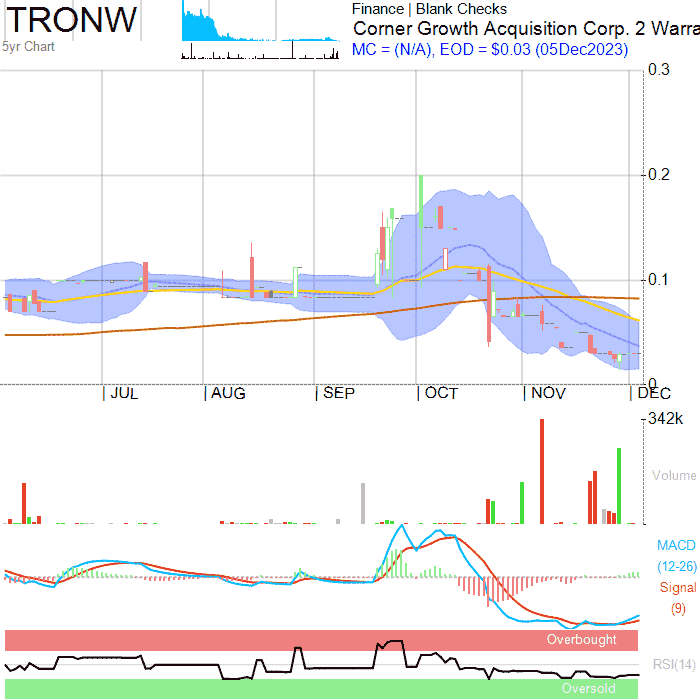 TRONW
5yr Chart
Finance | Blank Checks
Corner Growth Acquisition Corp. 2 Warra
MC = (N/A), EOD = $0.03 (05Dec2023)
0.3
0.2
0.1
0
JUL AUG SEP OCT NOV DEC
342k
Volume
MACD
(12-26)
Signal
(9)
Overbought
RSI(14)
Oversold